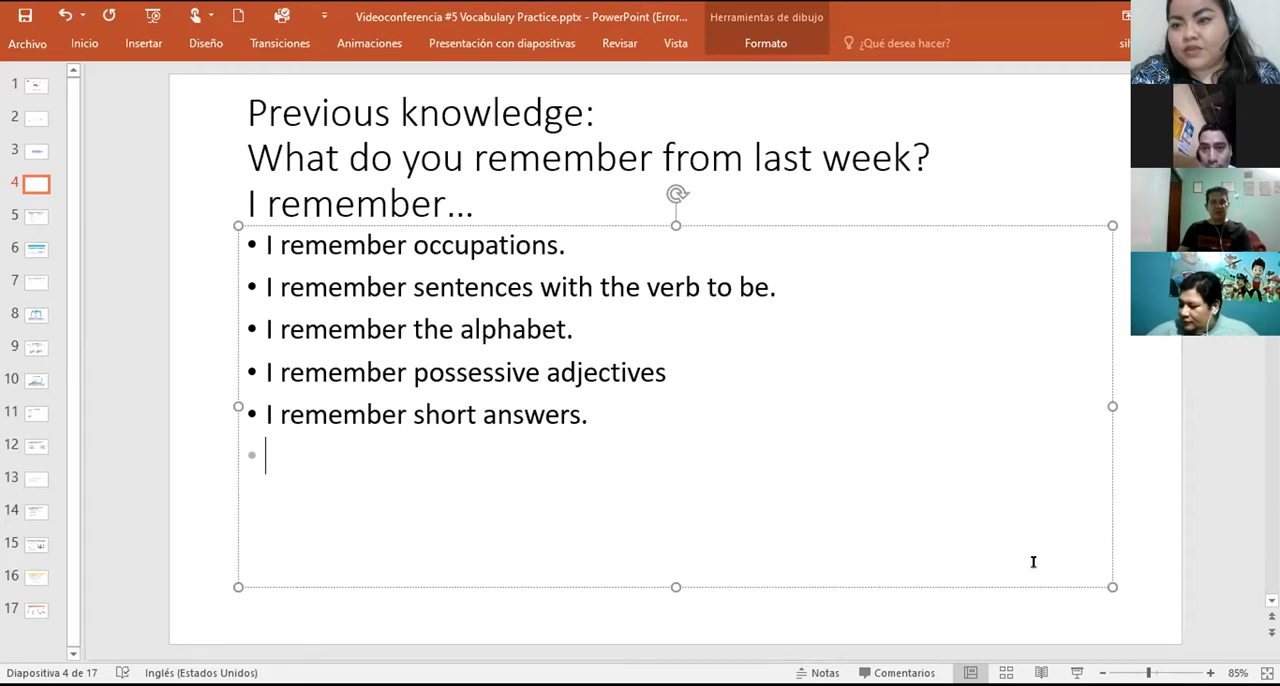 Videoconferencia #5 Vocabulary Practice.pptx - PowerPoint (Error...
Herramientas de dibujo
Archivo
Inicio
Insertar
Diseño
Transiciones
Animaciones
Presentación con diapositivas
Revisar
Vista
Formato
¿Qué desea hacer?
1
2
3
4
5
6
7
8
9
10
11
12
13
14
15
16
17
Previous knowledge:
What do you remember from last week?
I remember...
• I remember occupations.
• I remember sentences with the verb to be.
• I remember the alphabet.
• I remember possessive adjectives
• I remember short answers.
Diapositiva 4 de 17
Inglés (Estados Unidos)
Notas
Comentarios
85%